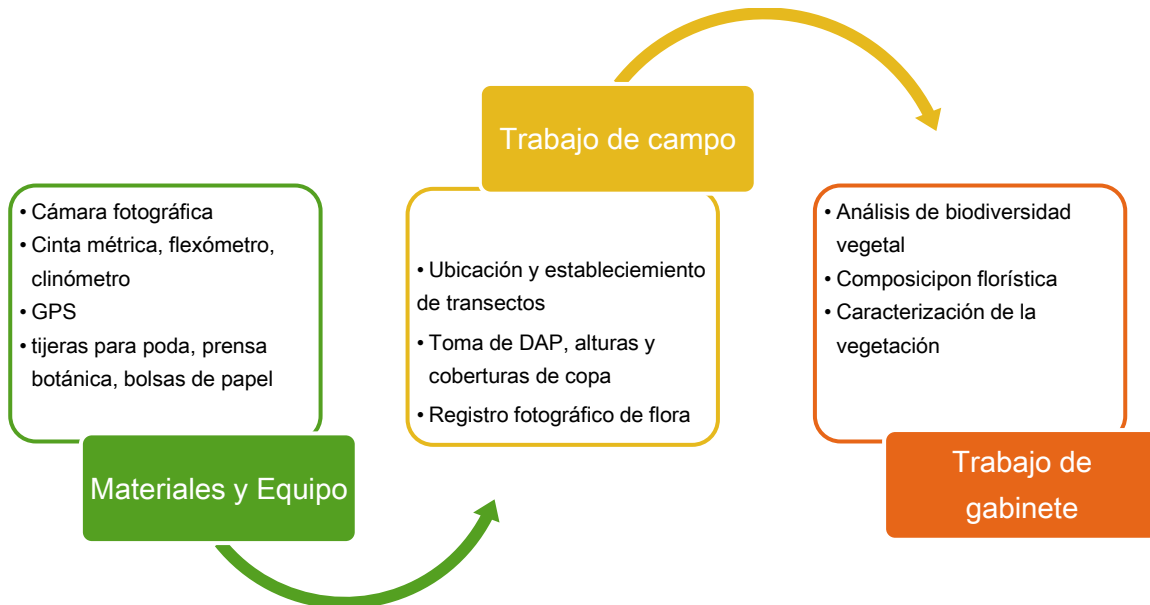 • Cámara fotográfica
• Cinta métrica, flexómetro,
clinómetro
• GPS
• tijeras para poda, prensa
botánica, bolsas de papel
Materiales y Equipo
Trabajo de campo
• Ubicación y estableciemiento
de transectos
• Toma de DAP, alturas y
coberturas de copa
• Registro fotográfico de flora
• Análisis de biodiversidad
vegetal
• Composicipon florística
• Caracterización de la
vegetación
Trabajo de
gabinete